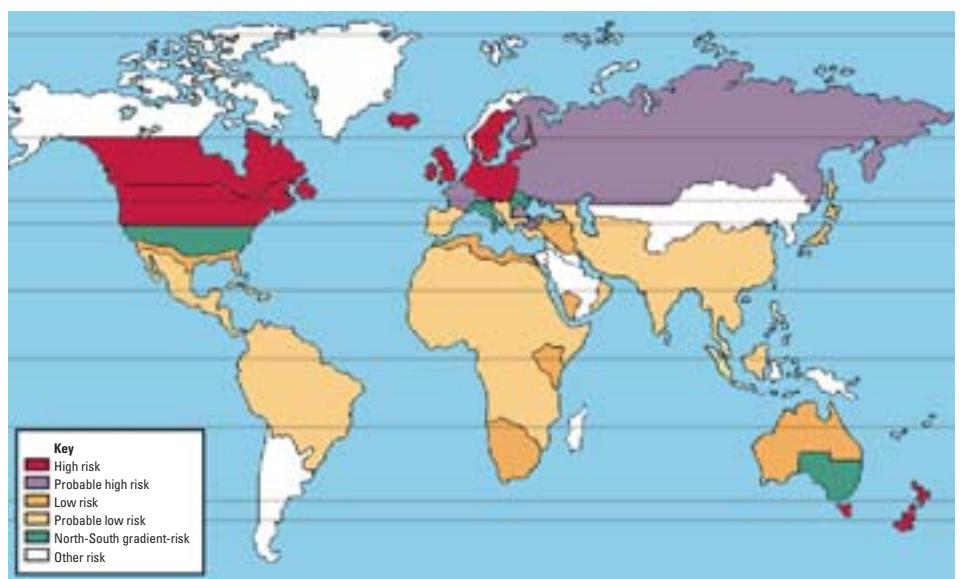 Key
High risk
Probable high risk
Low risk
Probable low risk
North-South gradient-risk
Other risk